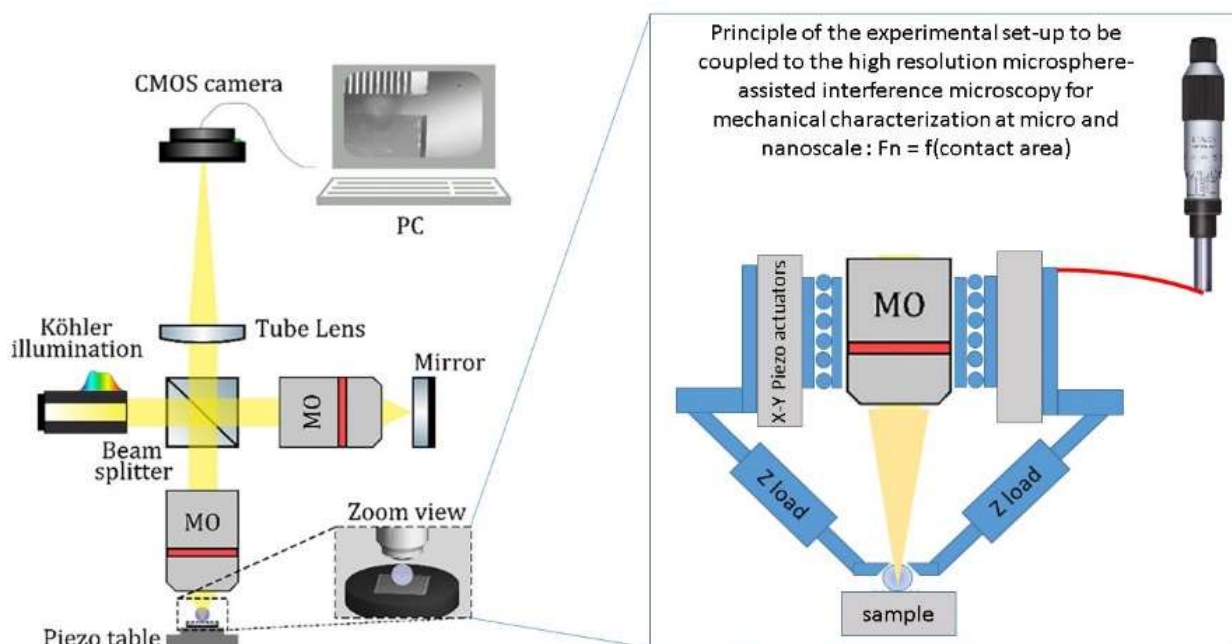 CMOS camera
PC
Köhler
illumination
Tube Lens
Mirror
MO
Beam
splitter
MO
Zoom view
Piezo table
Principle of the experimental set-up to be
coupled to the high resolution microsphere-
assisted interference microscopy for
mechanical characterization at micro and
nanoscale : Fn = f(contact area)
X-Y Piezo actuators
MO
Z load
Z load
sample